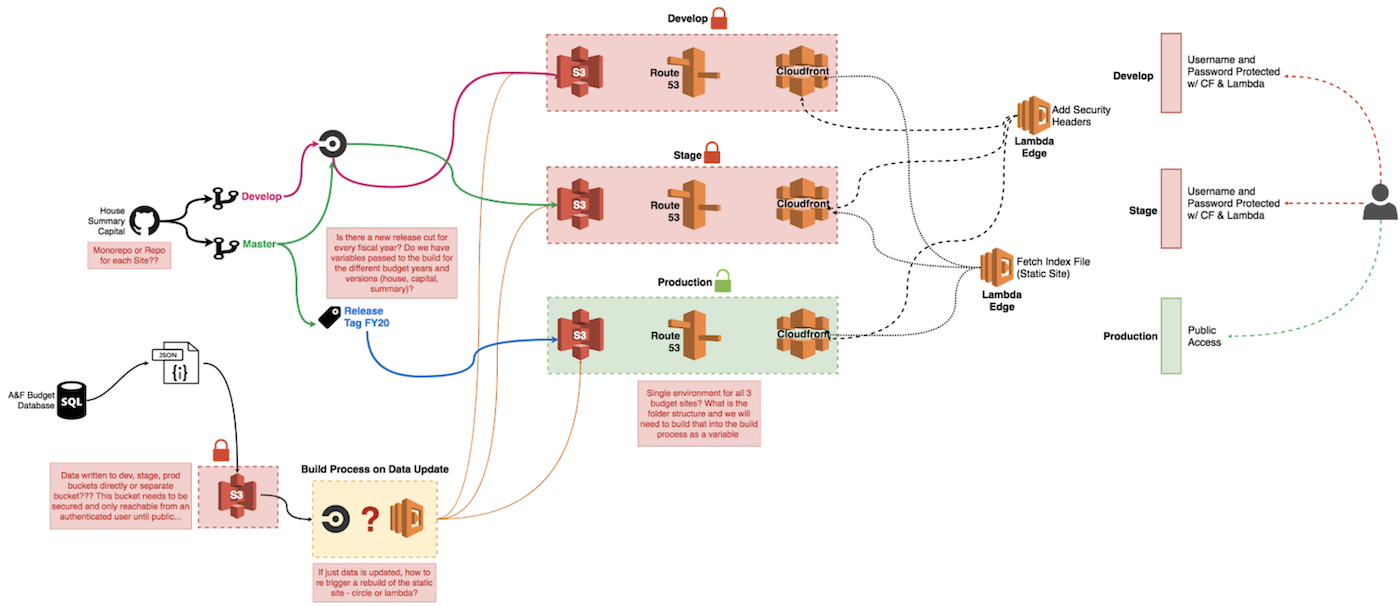 Develop
S3
Route
53
Cloudfront
Stage
S3
Route
53
Cloudfront
Production
S3
Route
53
Cloudfront
House
Summary
Capital
Monorepo or Repo
for each Site??
Develop
Master
Is there a new release cut for
every fiscal year? Do we have
variables passed to the build for
the different budget years and
versions (house, capital,
summary)?
Release
Tag FY20
Single environment for all 3
budget sites? What is the
folder structure and we will
need to build that into the build
process as a variable
A&F Budget
Database
SQL
JSON
{i}
Data written to dev, stage, prod
buckets directly or separate
bucket??? This bucket needs to be
secured and only reachable from an
authenticated user until public...
S3
Build Process on Data Update
?
If just data is updated, how to
re trigger a rebuild of the static
site - circle or lambda?
Add Security
Headers
Lambda
Edge
Fetch Index File
(Static Site)
Lambda
Edge
Develop
Username and
Password Protected
w/ CF & Lambda
Stage
Username and
Password Protected
w/ CF & Lambda
Production
Public
Access